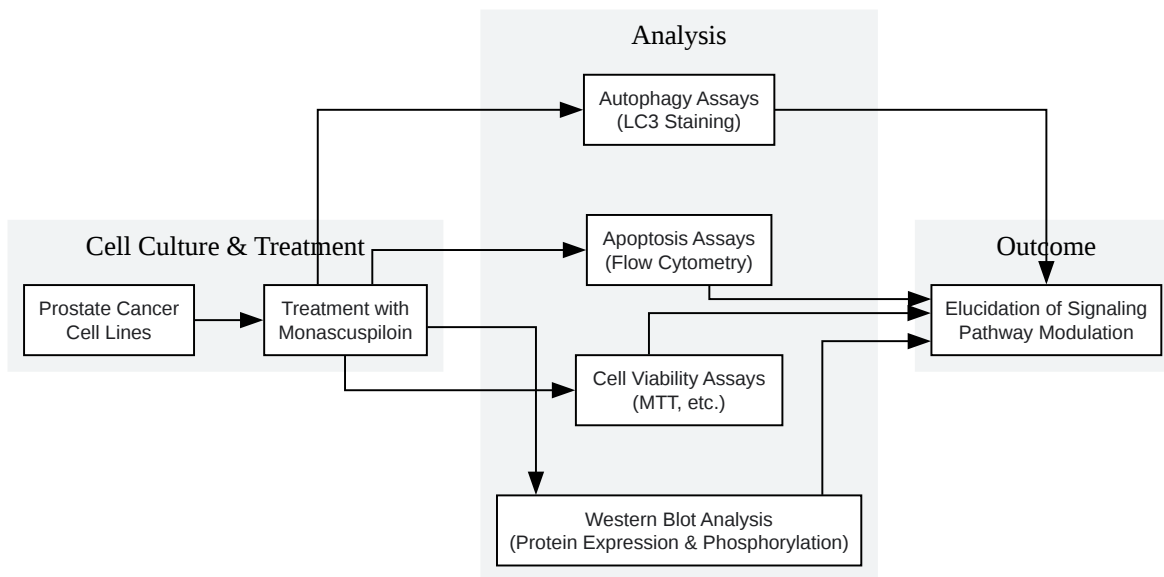 Analysis
Autophagy Assays
(LC3 Staining)
Cell Culture & Treatment
Apoptosis Assays
(Flow Cytometry)
Outcome
Prostate Cancer
Cell Lines
Treatment with
Monascuspiloin
Elucidation of Signaling
Pathway Modulation
Cell Viability Assays
(MTT, etc.)
Western Blot Analysis
(Protein Expression & Phosphorylation)